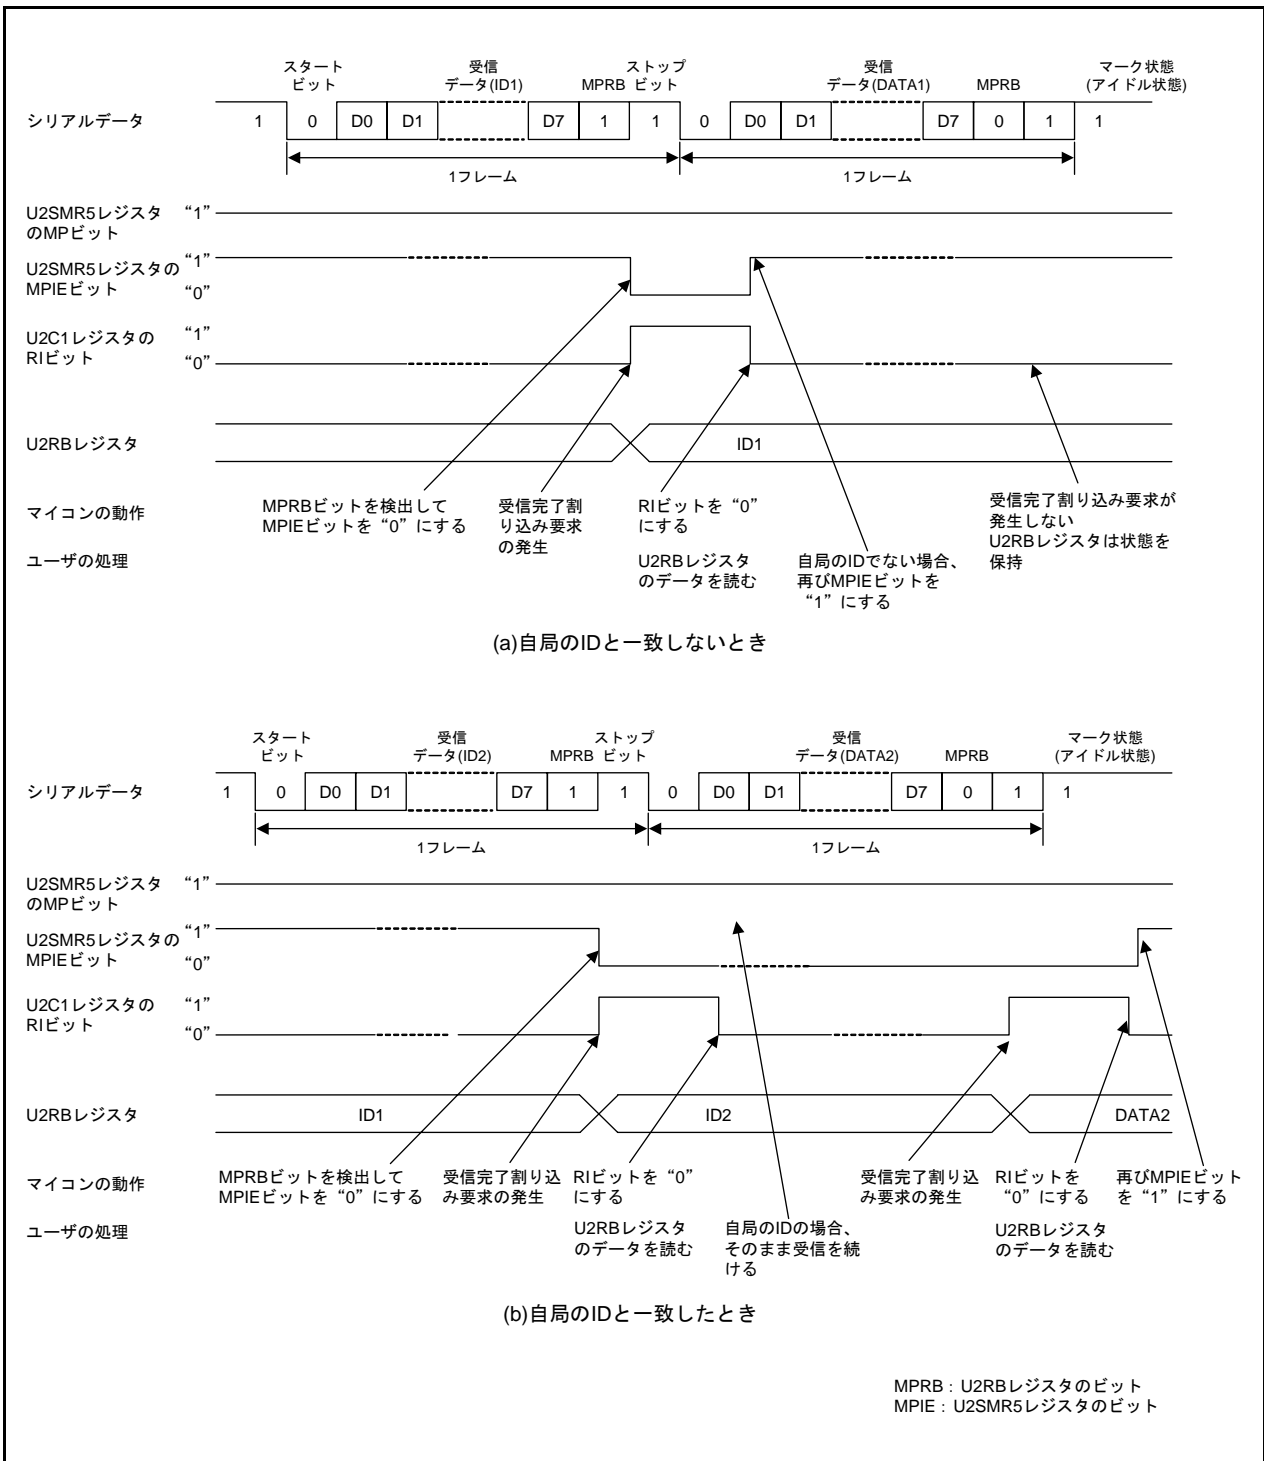 スタート
ビット
受信
データ(ID1)
MPRB
ストップ
ビット
受信
データ(DATA1)
MPRB
マーク状態
(アイドル状態)
シリアルデータ
1 0 D0 D1 D7 1 1 0 D0 D1 D7 0 1 1
1フレーム
1フレーム
U2SMR5レジスタ
のMPビット
“1”
U2SMR5レジスタの
MPIEビット
“1”
“0”
U2C1レジスタの
RIビット
“1”
“0”
U2RBレジスタ
ID1
マイコンの動作
MPRBビットを検出して
MPIEビットを“0”にする
受信完了割
り込み要求
の発生
RIビットを“0”
にする
受信完了割り込み要求が
発生しない
U2RBレジスタは状態を
保持
ユーザの処理
U2RBレジスタ
のデータを読む
自局のIDでない場合、
再びMPIEビットを
“1”にする
(a)自局のIDと一致しないとき
スタート
ビット
受信
データ(ID2)
MPRB
ストップ
ビット
受信
データ(DATA2)
MPRB
マーク状態
(アイドル状態)
シリアルデータ
1 0 D0 D1 D7 1 1 0 D0 D1 D7 0 1 1
1フレーム
1フレーム
U2SMR5レジスタ
のMPビット
“1”
U2SMR5レジスタの
MPIEビット
“1”
“0”
U2C1レジスタの
RIビット
“1”
“0”
U2RBレジスタ
ID1
ID2
DATA2
マイコンの動作
MPRBビットを検出して
MPIEビットを“0”にする
受信完了割り込
み要求の発生
RIビットを“0”
にする
受信完了割り込
み要求の発生
RIビットを
“0”にする
再びMPIEビット
を“1”にする
ユーザの処理
U2RBレジスタ
のデータを読む
自局のIDの場合、
そのまま受信を続
ける
U2RBレジスタ
のデータを読む
(b)自局のIDと一致したとき
MPRB：U2RBレジスタのビット
MPIE：U2SMR5レジスタのビット